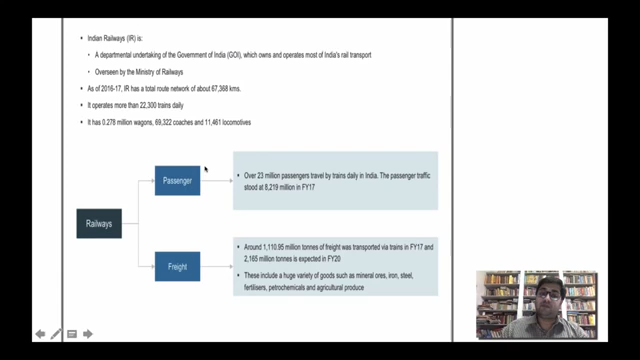 Indian Railways (IR) is:
A departmental undertaking of the Government of India (GOI), which owns and operates most of India's rail transport
Overseen by the Ministry of Railways
As of 2016-17, IR has a total route network of about 67,368 kms.
It operates more than 22,300 trains daily
It has 0.278 million wagons, 69,322 coaches and 11,461 locomotives
Railways
Passenger
Over 23 million passengers travel by trains daily in India. The passenger traffic
stood at 8,219 million in FY17
Freight
Around 1,110.95 million tonnes of freight was transported via trains in FY17 and
2,165 million tonnes is expected in FY20
These include a huge variety of goods such as mineral ores, iron, steel,
fertilisers, petrochemicals and agricultural produce